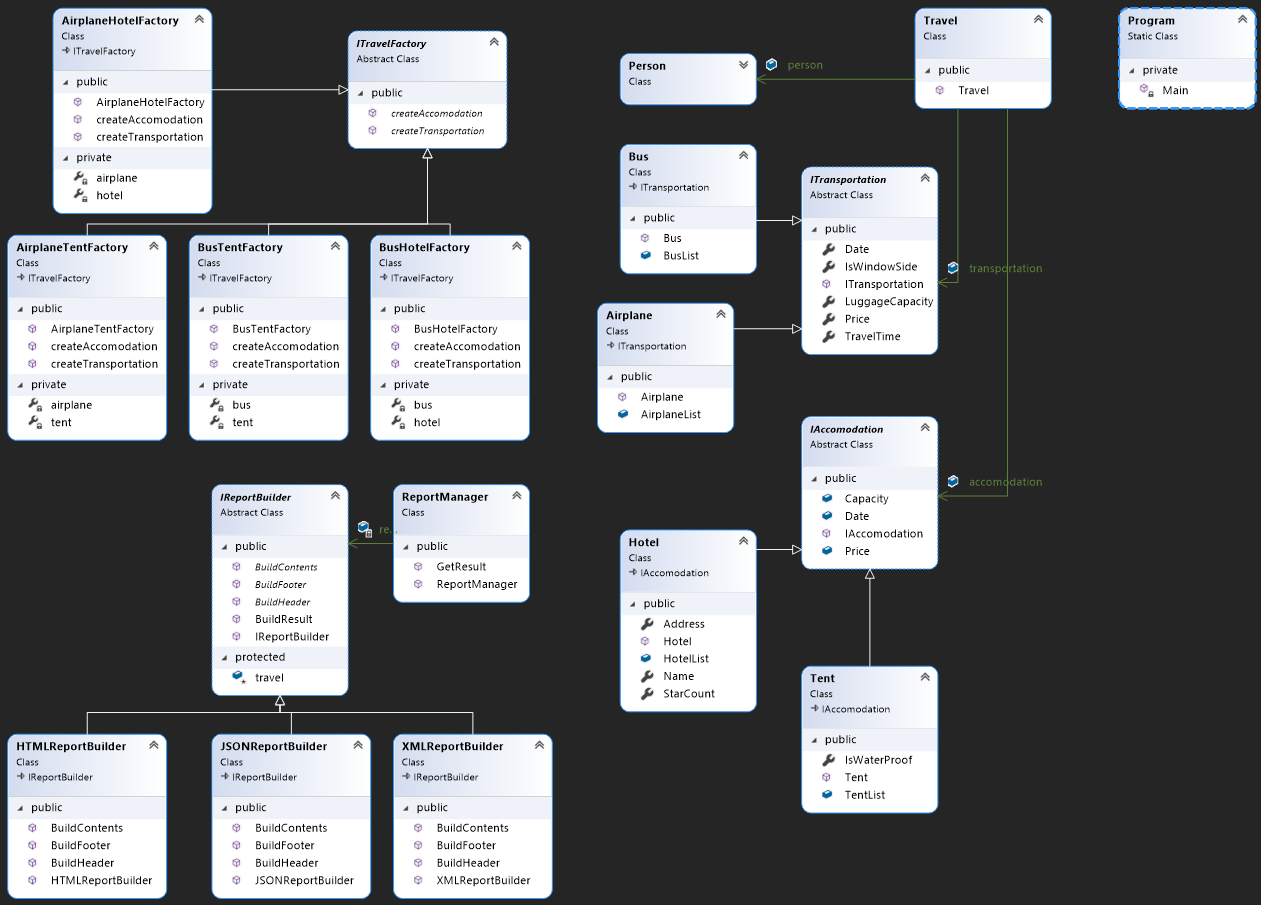 AirplaneHotelFactory
Class
ITravelFactory
public
AirplaneHotelFactory
createAccomodation
createTransportation
private
airplane
hotel
ITravelFactory
Abstract Class
public
createAccomodation
createTransportation
AirplaneTentFactory
Class
ITravelFactory
public
AirplaneTentFactory
createAccomodation
createTransportation
private
airplane
tent
BusTentFactory
Class
ITravelFactory
public
BusTentFactory
createAccomodation
createTransportation
private
bus
tent
BusHotelFactory
Class
ITravelFactory
public
BusHotelFactory
createAccomodation
createTransportation
private
bus
hotel
IReportBuilder
Abstract Class
public
BuildContents
BuildFooter
BuildHeader
BuildResult
IReportBuilder
protected
travel
re...
ReportManager
Class
public
GetResult
ReportManager
HTMLReportBuilder
Class
IReportBuilder
public
BuildContents
BuildFooter
BuildHeader
HTMLReportBuilder
JSONReportBuilder
Class
IReportBuilder
public
BuildContents
BuildFooter
BuildHeader
JSONReportBuilder
XMLReportBuilder
Class
IReportBuilder
public
BuildContents
BuildFooter
BuildHeader
XMLReportBuilder
Person
Class
person
Travel
Class
public
Travel
Program
Static Class
private
Main
Bus
Class
ITransportation
public
Bus
BusList
ITransportation
Abstract Class
public
Date
IsWindowSide
ITransportation
LuggageCapacity
Price
TravelTime
transportation
Airplane
Class
ITransportation
public
Airplane
AirplaneList
IAccomodation
Abstract Class
public
Capacity
Date
IAccomodation
Price
accomodation
Hotel
Class
IAccomodation
public
Address
Hotel
HotelList
Name
StarCount
Tent
Class
IAccomodation
public
IsWaterProof
Tent
TentList